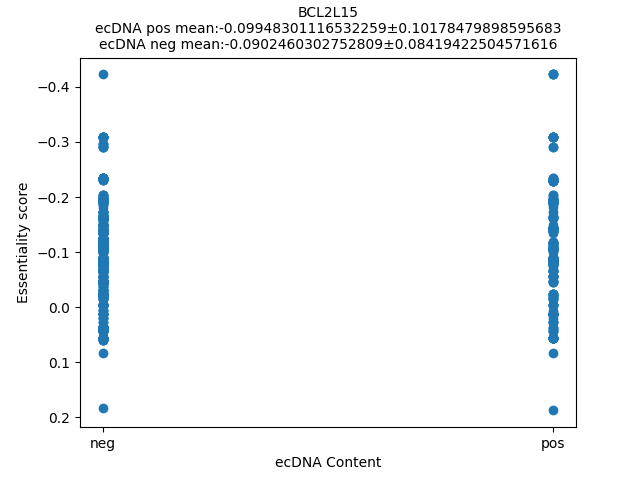 BCL2L15
ecDNA pos mean:-0.09948301116532259±0.10178479898595683
ecDNA neg mean:-0.0902460302752809±0.08419422504571616
−0.4
−0.3
−0.2
−0.1
0.0
0.1
0.2
Essentiality score
neg
pos
ecDNA Content